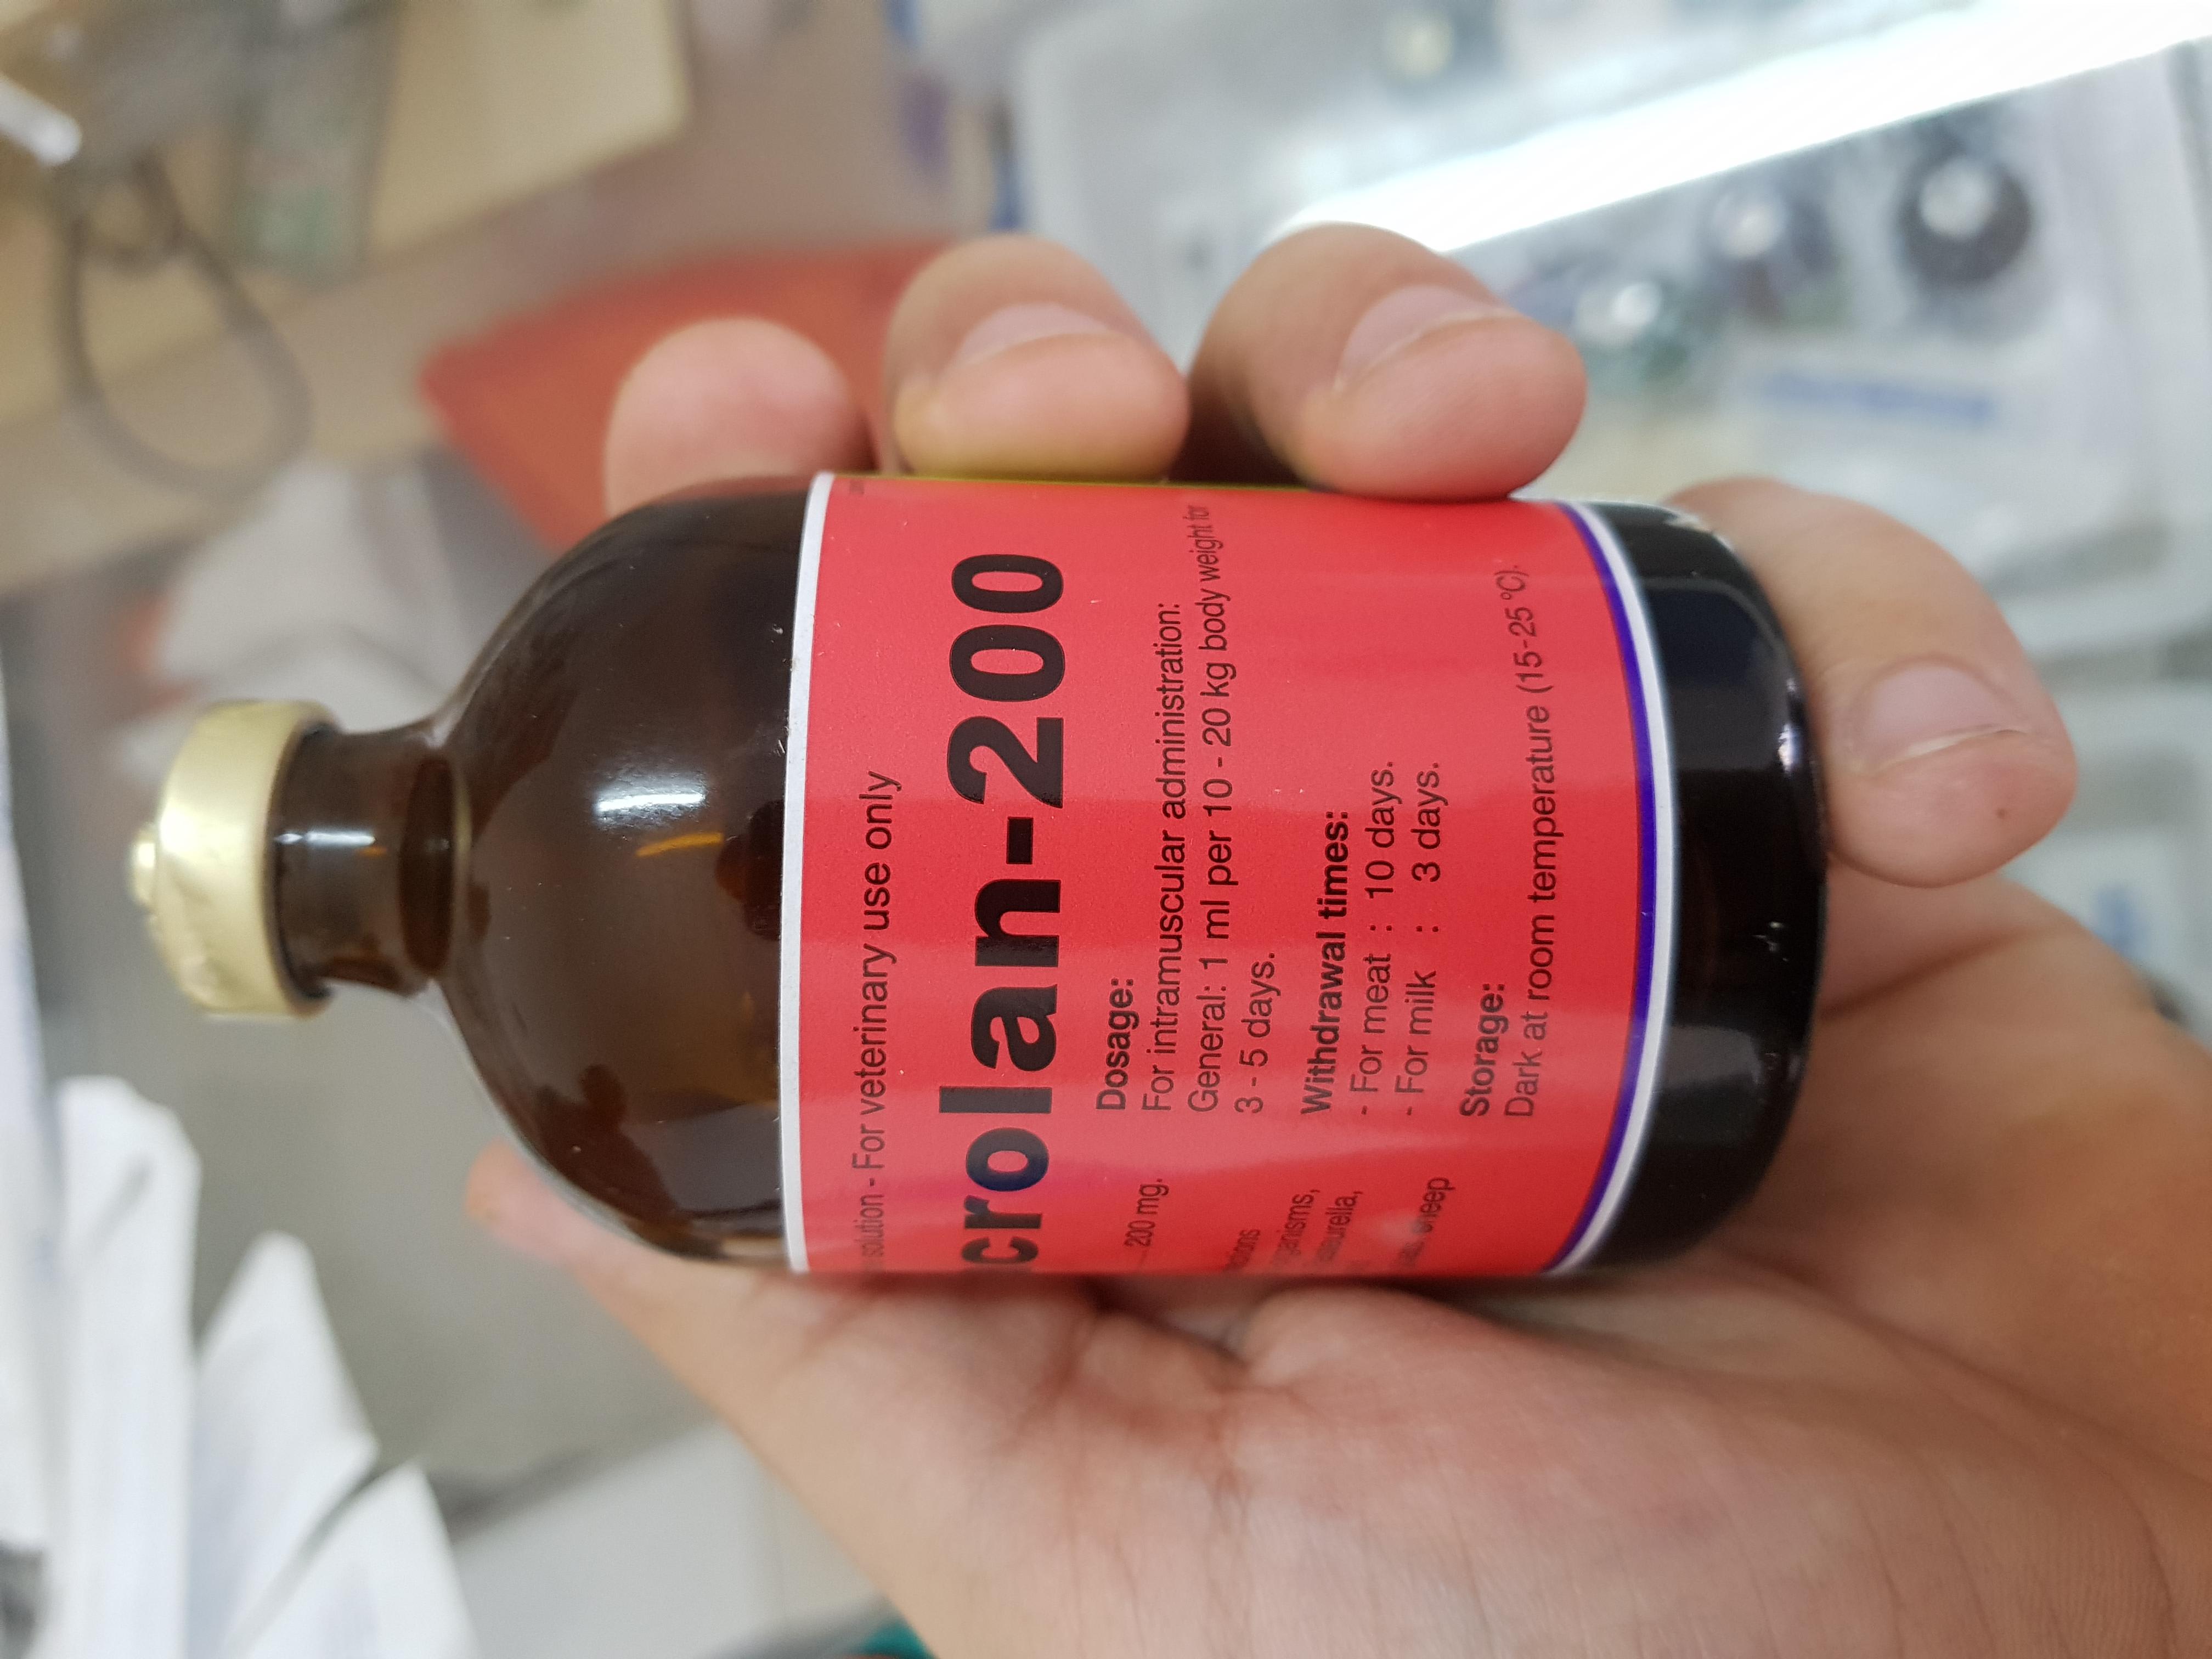 solution - For veterinary use only
crolan-200
200 mg.
Dosage:
For intramuscular administration:
General: 1 ml per 10 - 20 kg body weight for
3 - 5 days.
Withdrawal times:
- For meat : 10 days.
- For milk : 3 days.
Storage:
Dark at room temperature (15-25 °C).
sheep